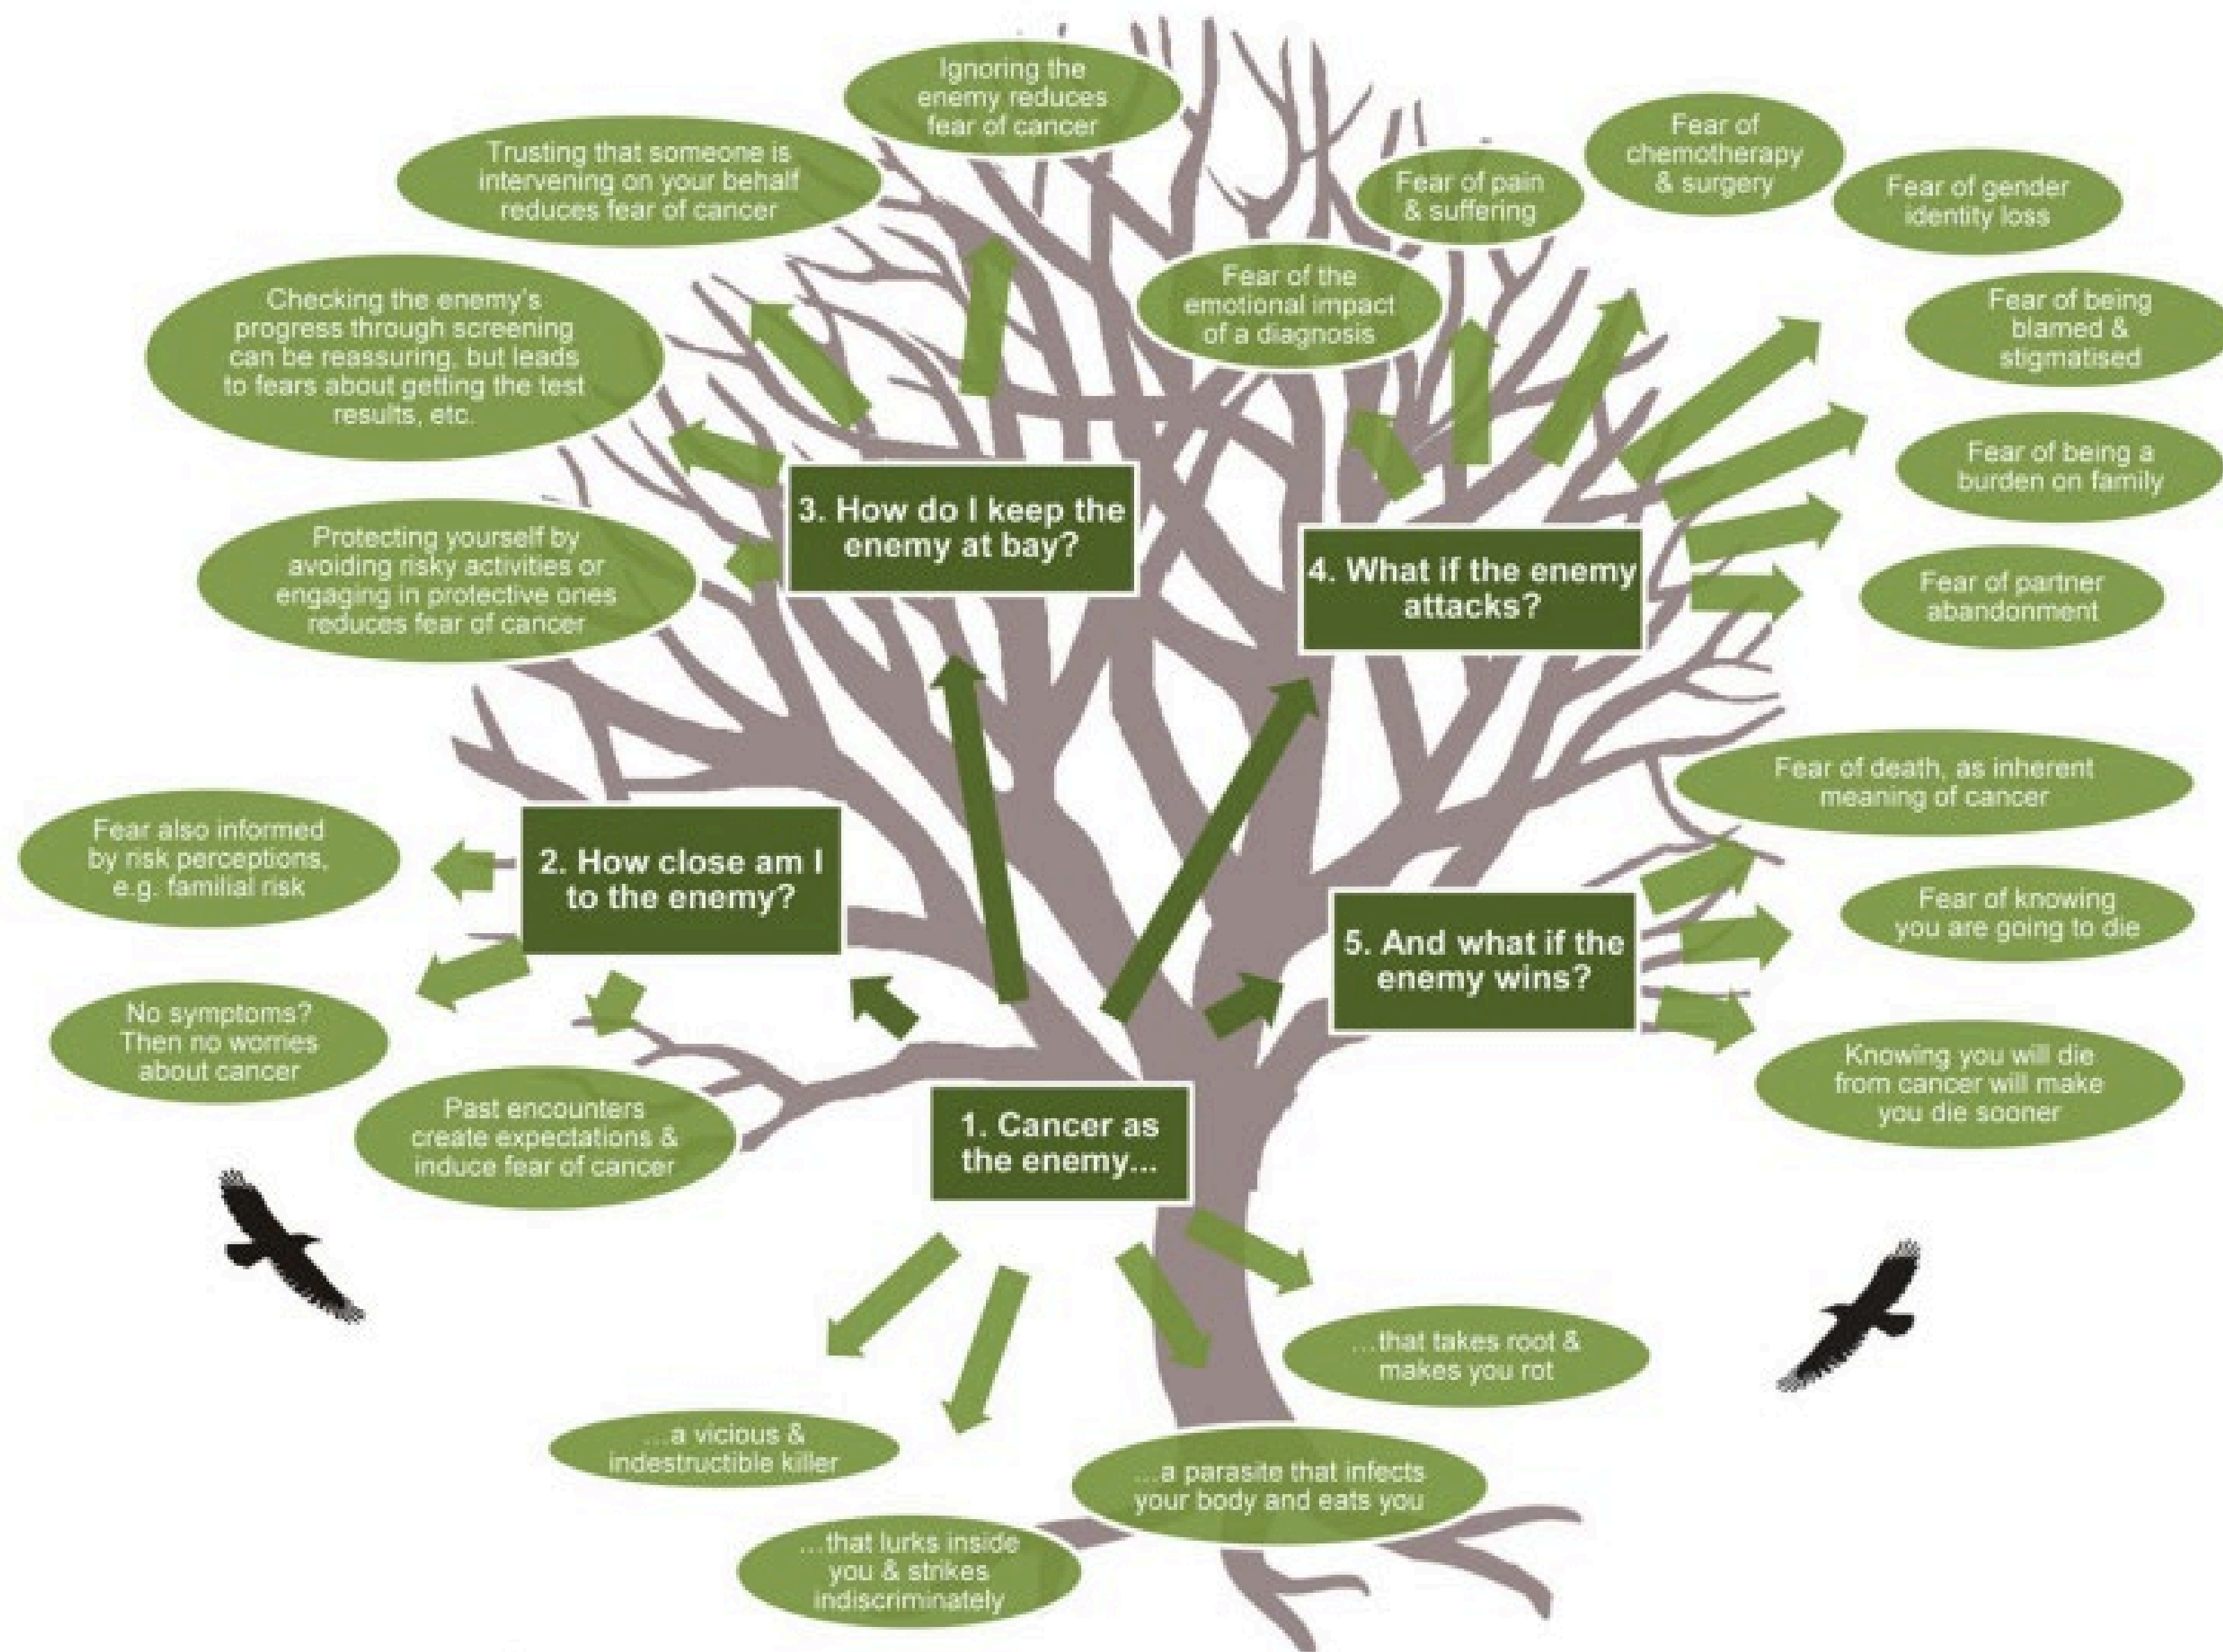 Ignoring the
enemy reduces
fear of cancer
Trusting that someone is
intervening on your behalf
reduces fear of cancer
Checking the enemy's
progress through screening
can be reassuring, but leads
to fears about getting the test
results, etc.
Protecting yourself by
avoiding risky activities or
engaging in protective ones
reduces fear of cancer
3. How do I keep the
enemy at bay?
Fear of the
emotional impact
of a diagnosis
Fear of pain
& suffering
Fear of
chemotherapy
& surgery
Fear of gender
identity loss
Fear of being
blamed &
stigmatised
Fear of being a
burden on family
Fear of partner
abandonment
4. What if the enemy
attacks?
Fear also informed
by risk perceptions,
e.g. familial risk
No symptoms?
Then no worries
about cancer
Past encounters
create expectations &
induce fear of cancer
2. How close am I
to the enemy?
Fear of death, as inherent
meaning of cancer
Fear of knowing
you are going to die
Knowing you will die
from cancer will make
you die sooner
5. And what if the
enemy wins?
1. Cancer as
the enemy...
...a vicious &
indestructible killer
...that lurks inside
you & strikes
indiscriminately
...a parasite that infects
your body and eats you
...that takes root &
makes you rot